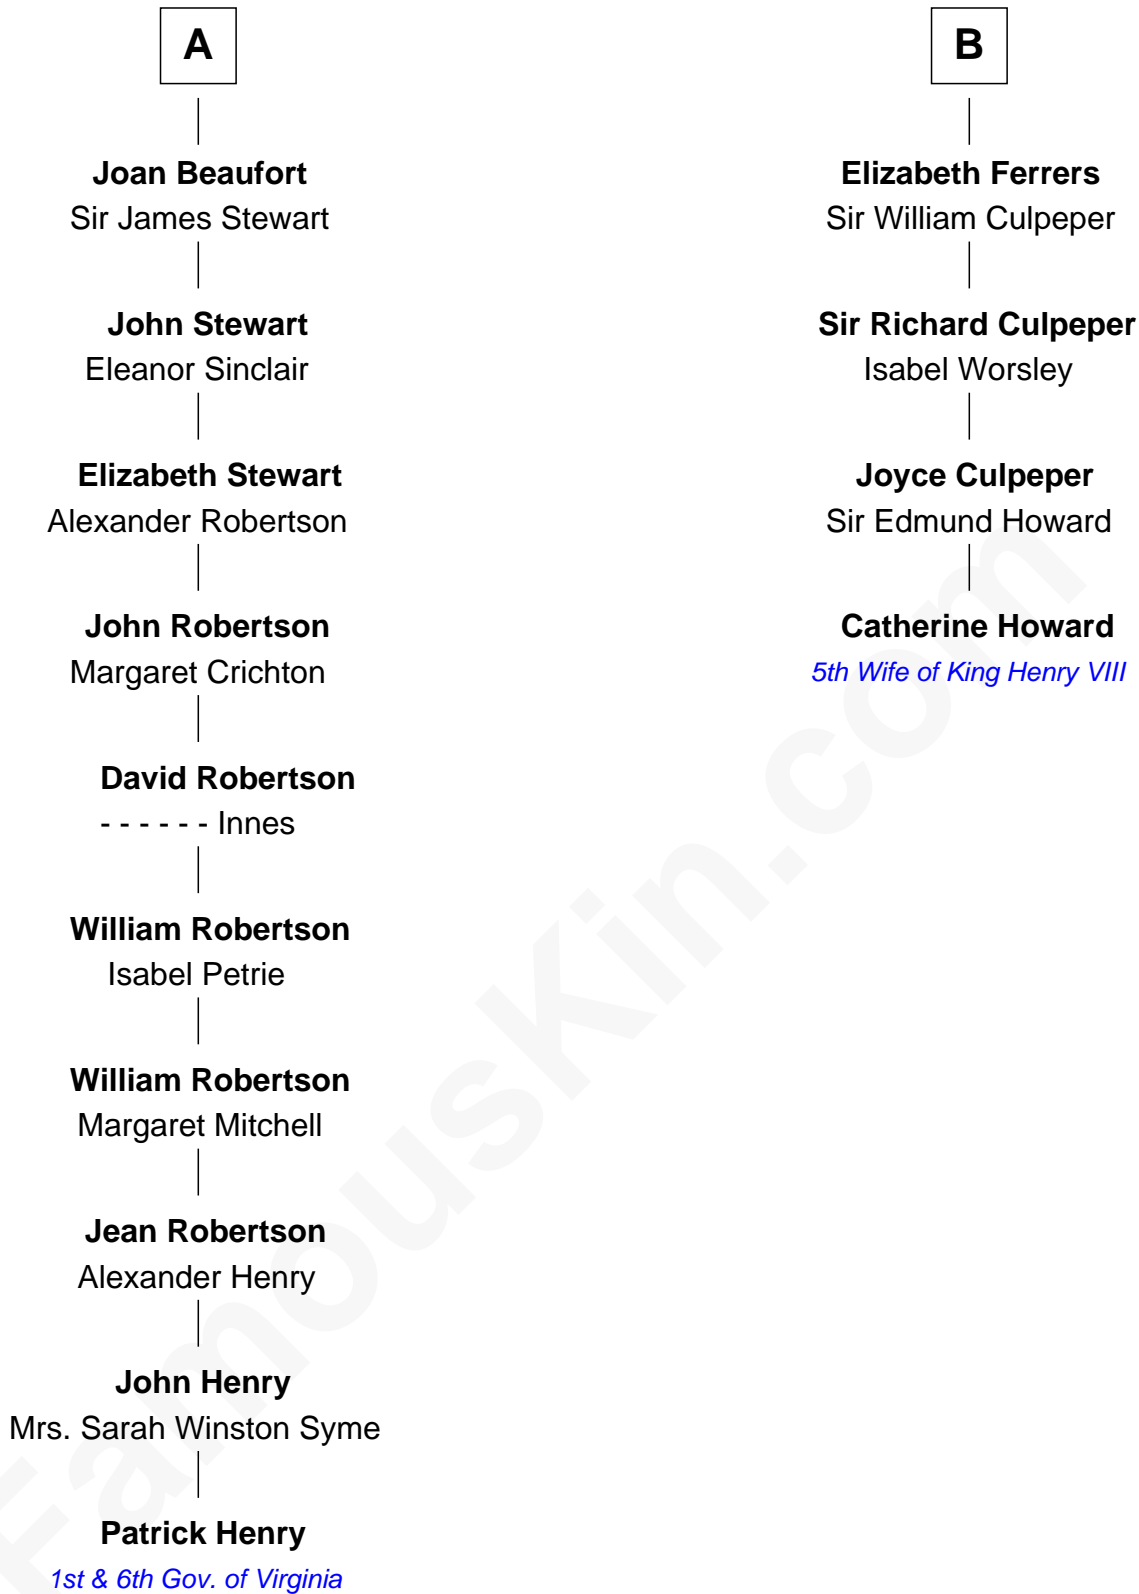 A
Joan Beaufort
Sir James Stewart
John Stewart
Eleanor Sinclair
Elizabeth Stewart
Alexander Robertson
John Robertson
Margaret Crichton
David Robertson
- - - - - - Innes
William Robertson
Isabel Petrie
William Robertson
Margaret Mitchell
Jean Robertson
Alexander Henry
John Henry
Mrs. Sarah Winston Syme
Patrick Henry
1st & 6th Gov. of Virginia
B
Elizabeth Ferrers
Sir William Culpeper
Sir Richard Culpeper
Isabel Worsley
Joyce Culpeper
Sir Edmund Howard
Catherine Howard
5th Wife of King Henry VIII
FamousKin.com